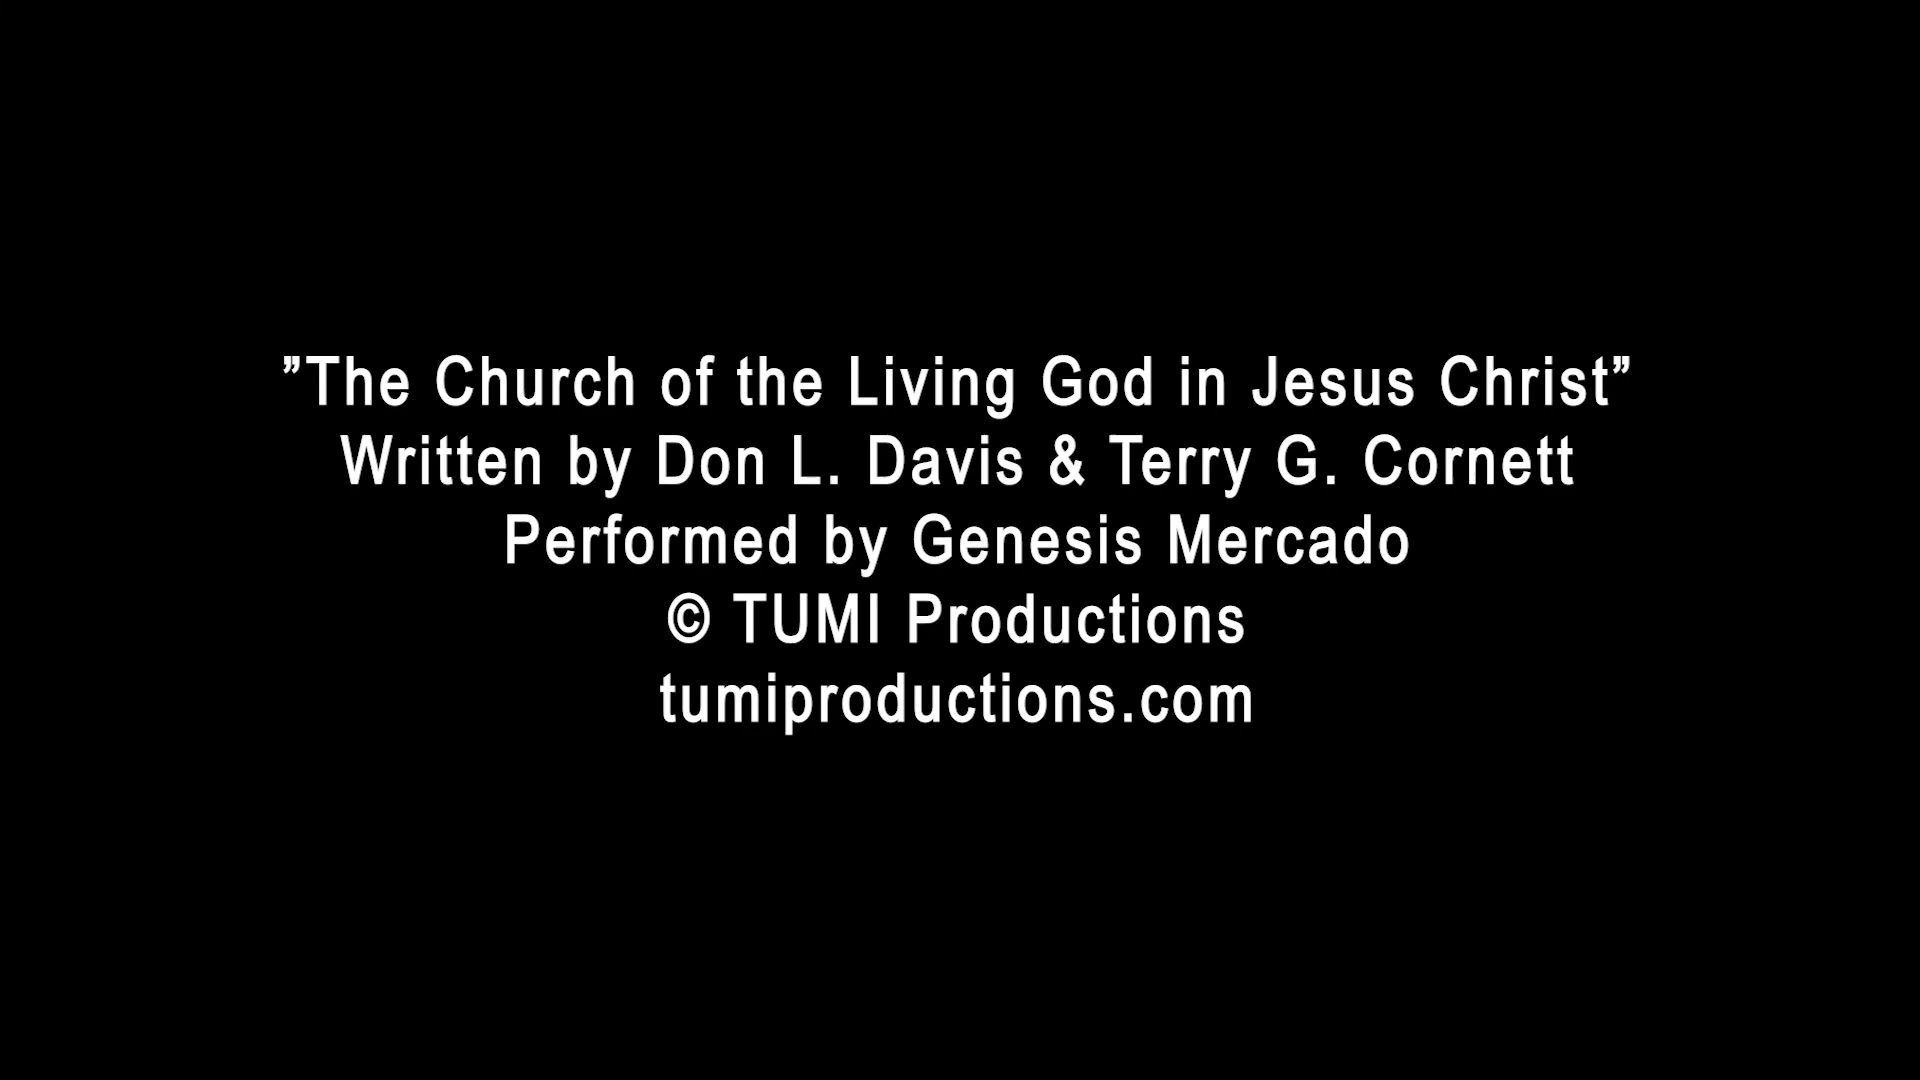 ”The Church of the Living God in Jesus Christ”
Written by Don L. Davis & Terry G. Cornett
Performed by Genesis Mercado
© TUMI Productions
tumiproductions.com